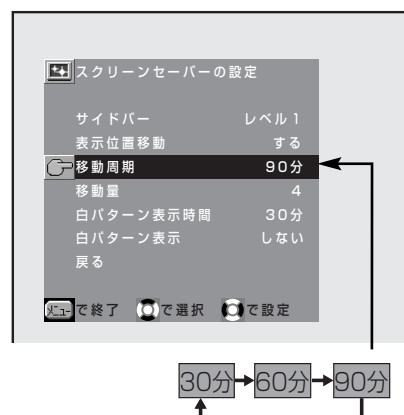 スクリーンセーバーの設定
サイドバー レベル1
表示位置移動 する
移動周期 90分
移動量 4
白パターン表示時間 30分
白パターン表示 しない
戻る
メニューで終了 で選択 で設定
30分 60分 90分